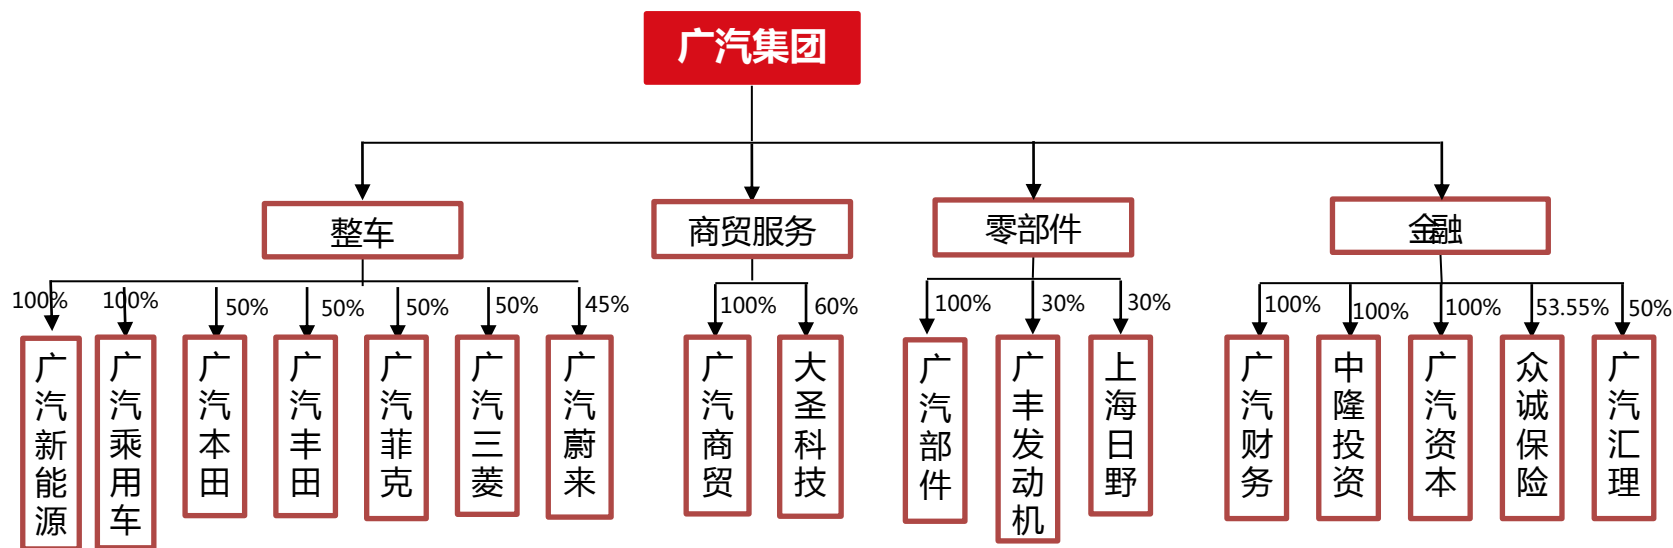 广汽集团
整车
商贸服务
零部件
金融
100%
100%
50%
50%
50%
50%
45%
100%
60%
100%
30%
30%
100%
100%
100%
53.55%
50%
广汽新能源
广汽乘用车
广汽本田
广汽丰田
广汽菲克
广汽三菱
广汽蔚来
广汽商贸
大圣科技
广汽部件
广丰发动机
上海日野
广汽财务
中隆投资
广汽资本
众诚保险
广汽汇理